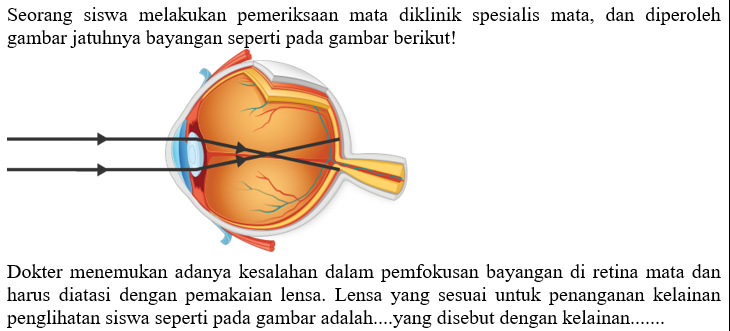 Seorang siswa melakukan pemeriksaan mata diklinik spesialis mata, dan diperoleh
gambar jatuhnya bayangan seperti pada gambar berikut!
Dokter menemukan adanya kesalahan dalam pemfokusan bayangan di retina mata dan
harus diatasi dengan pemakaian lensa. Lensa yang sesuai untuk penanganan kelainan
penglihatan siswa seperti pada gambar adalah....yang disebut dengan kelainan.......